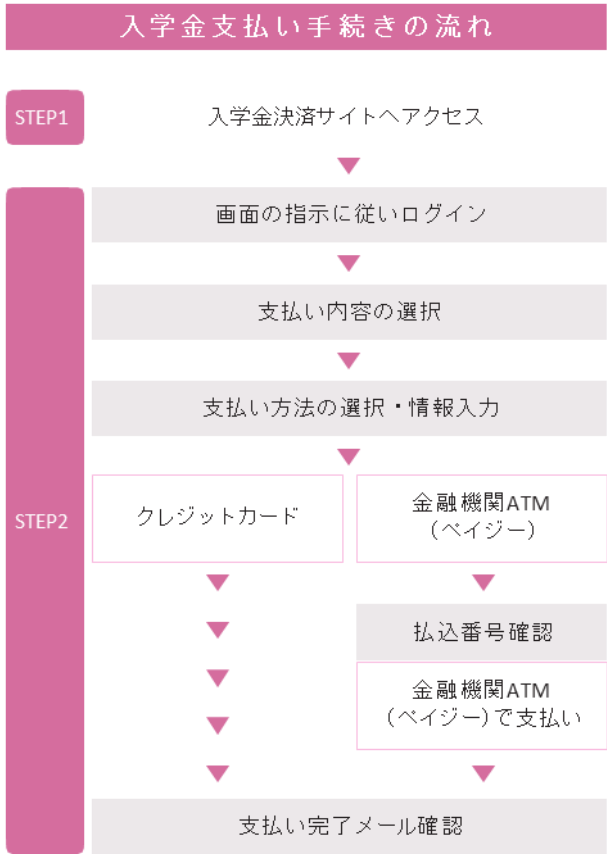 入学金支払い手続きの流れ
STEP1
入学金決済サイトへアクセス
画面の指示に従いログイン
支払い内容の選択
支払い方法の選択・情報入力
STEP2
クレジットカード
金融機関ATM
(ペイジー)
払込番号確認
金融機関ATM
(ペイジー)で支払い
支払い完了メール確認